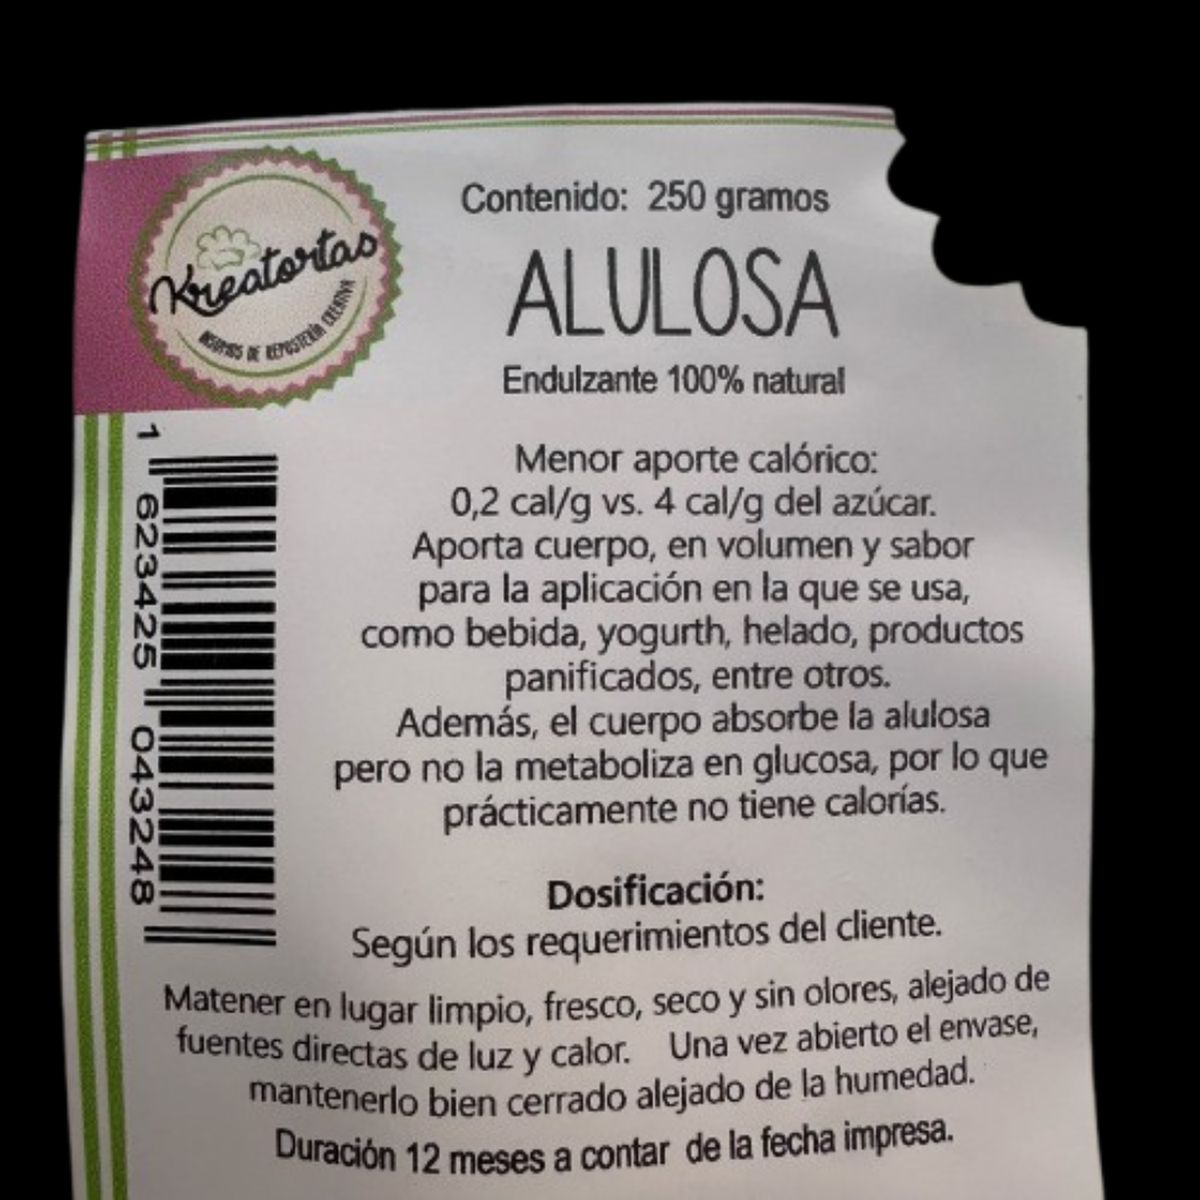 Contenido: 250 gramos
Kreatortas
INSUMOS DE REPOSTERÍA CREATIVA
ALULOSA
Endulzante 100% natural
1 623425 043248
Menor aporte calórico:
0,2 cal/g vs. 4 cal/g del azúcar.
Aporta cuerpo, en volumen y sabor
para la aplicación en la que se usa,
como bebida, yogurth, helado, productos
panificados, entre otros.
Además, el cuerpo absorbe la alulosa
pero no la metaboliza en glucosa, por lo que
prácticamente no tiene calorías.
Dosificación:
Según los requerimientos del cliente.
Matener en lugar limpio, fresco, seco y sin olores, alejado de
fuentes directas de luz y calor. Una vez abierto el envase,
mantenerlo bien cerrado alejado de la humedad.
Duración 12 meses a contar de la fecha impresa.